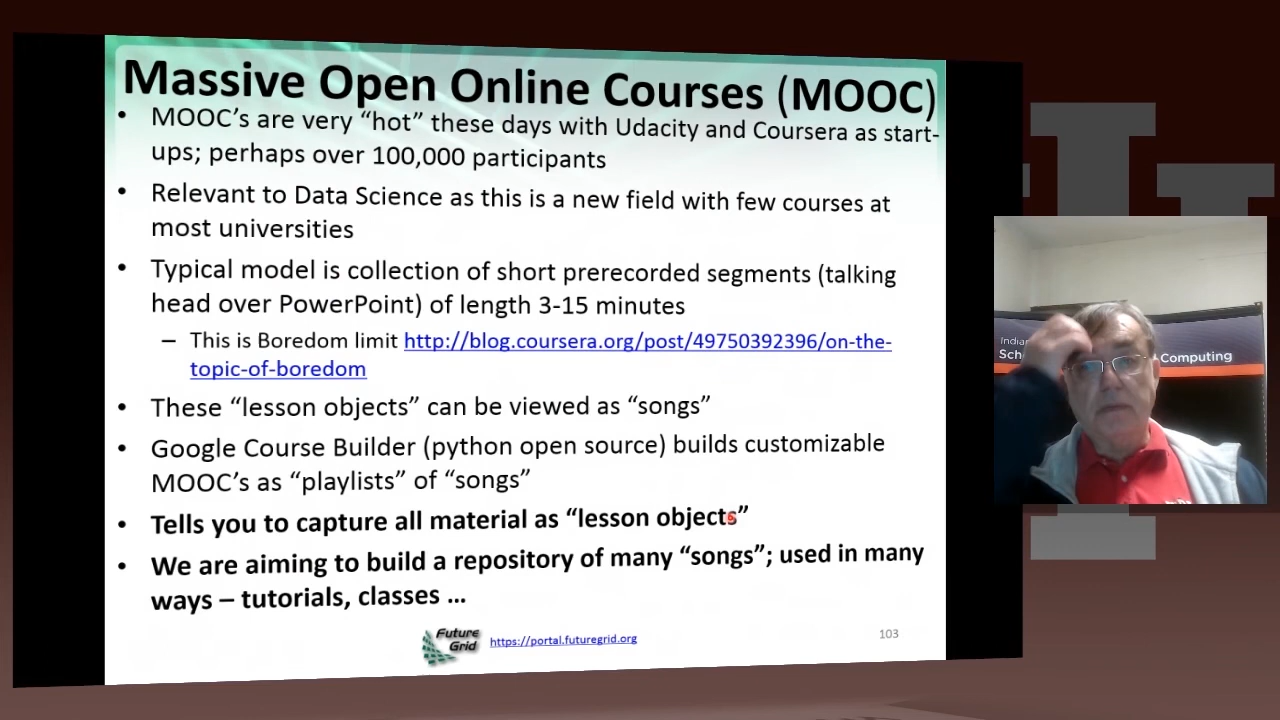 Massive Open Online Courses (MOOC)
• MOOC's are very “hot” these days with Udacity and Coursera as start-
ups; perhaps over 100,000 participants
• Relevant to Data Science as this is a new field with few courses at
most universities
• Typical model is collection of short prerecorded segments (talking
head over PowerPoint) of length 3-15 minutes
– This is Boredom limit http://blog.coursera.org/post/49750392396/on-the-
topic-of-boredom
• These “lesson objects” can be viewed as “songs”
• Google Course Builder (python open source) builds customizable
MOOC's as “playlists” of “songs”
• Tells you to capture all material as “lesson objects”
• We are aiming to build a repository of many “songs”; used in many
ways – tutorials, classes ...
Future
Grid
https://portal.futuregrid.org
103
Computing